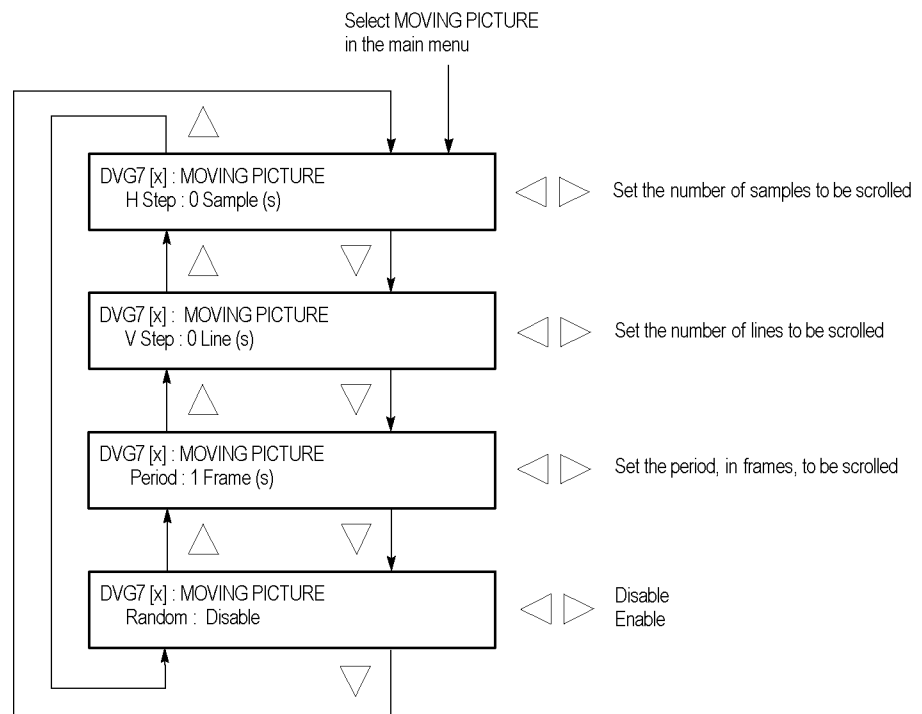 Select MOVING PICTURE
in the main menu
DVG7 [x] : MOVING PICTURE
H Step : 0 Sample (s)
Set the number of samples to be scrolled
DVG7 [x] : MOVING PICTURE
V Step : 0 Line (s)
Set the number of lines to be scrolled
DVG7 [x] : MOVING PICTURE
Period : 1 Frame (s)
Set the period, in frames, to be scrolled
DVG7 [x] : MOVING PICTURE
Random : Disable
Disable
Enable